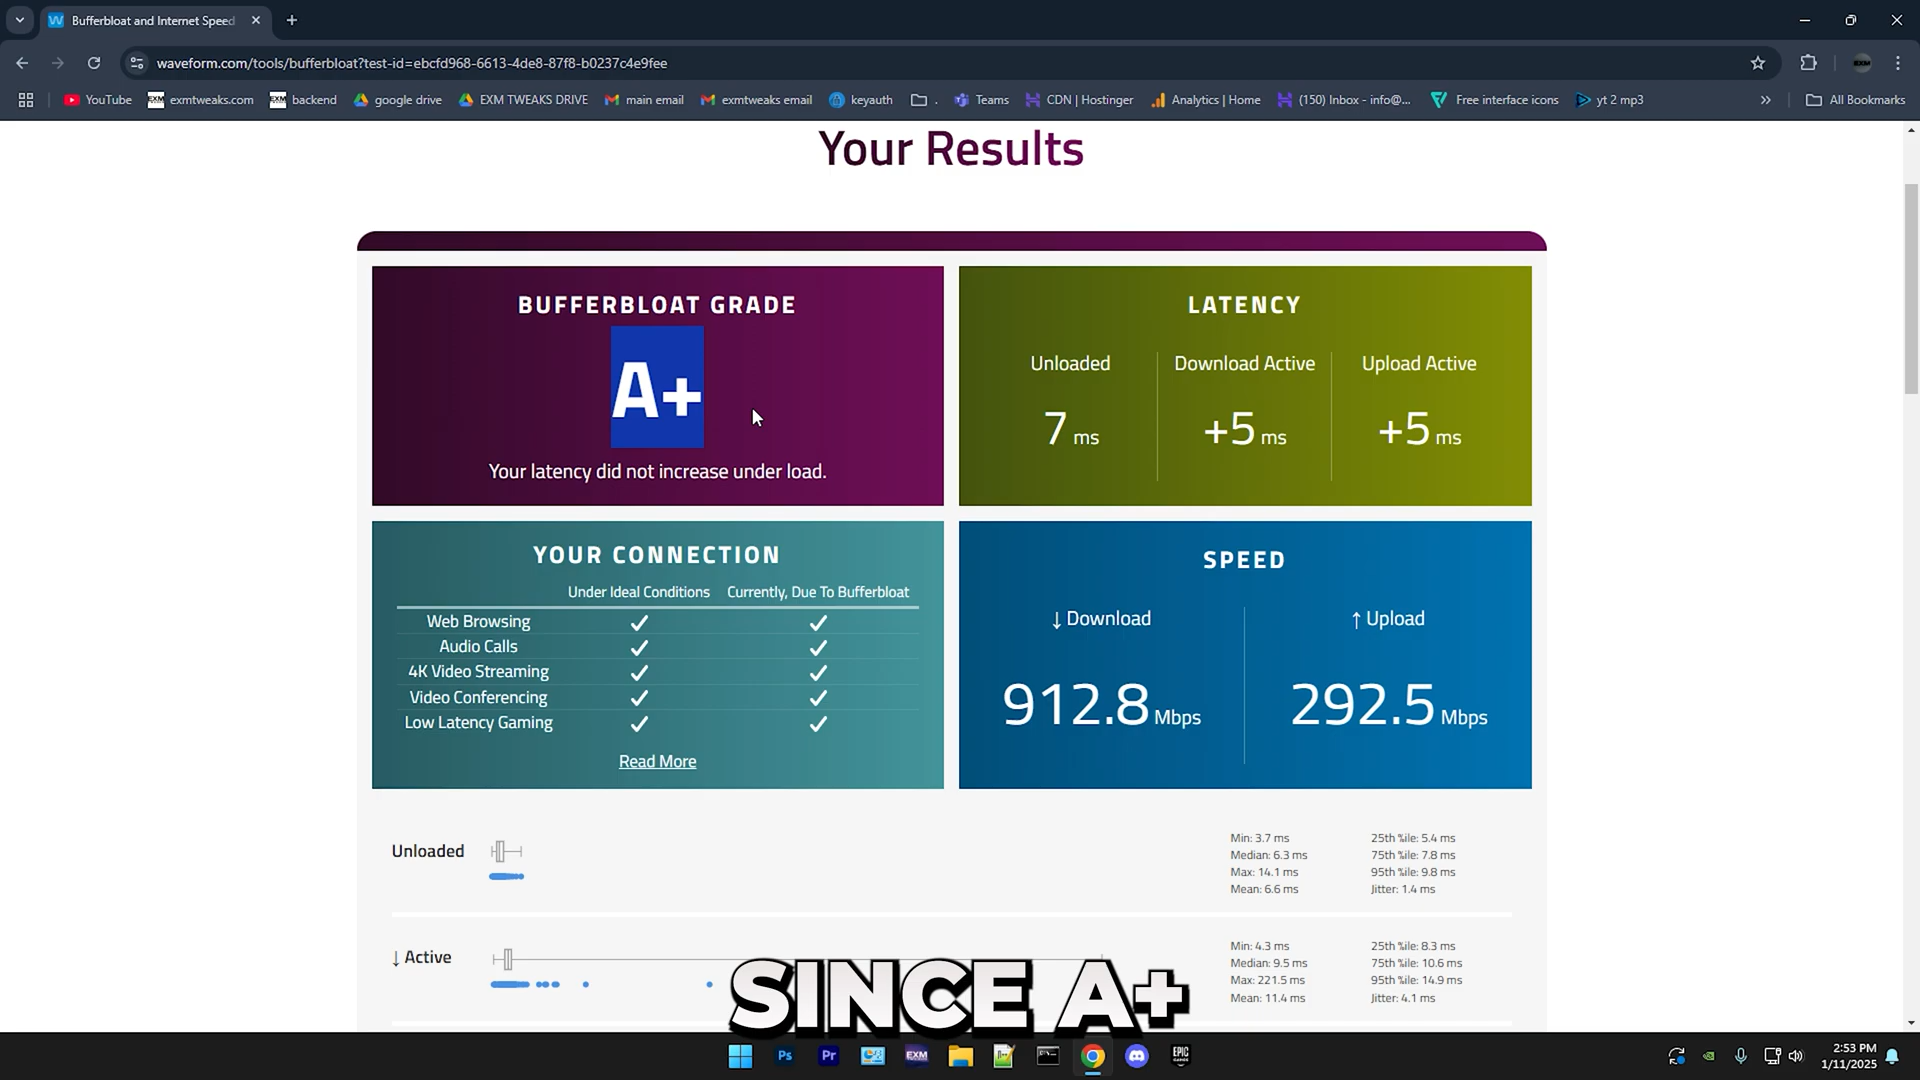 Bufferbloat and Internet Speed
waveform.com/tools/bufferbloat?test-id=ebcfd968-6613-4de8-87f8-b0237c4e9fee
YouTube
EXM
exmtweaks.com
EXM
backend
google drive
EXM TWEAKS DRIVE
main email
exmtweaks email
keyauth
.
Teams
CDN | Hostinger
Analytics | Home
(150) Inbox - info@...
Free interface icons
yt 2 mp3
All Bookmarks
Your Results
BUFFERBLOAT GRADE
A+
Your latency did not increase under load.
LATENCY
Unloaded Download Active Upload Active
7 ms +5 ms +5 ms
YOUR CONNECTION
Under Ideal Conditions Currently, Due To Bufferbloat
Web Browsing
Audio Calls
4K Video Streaming
Video Conferencing
Low Latency Gaming
Read More
SPEED
↓ Download ↑ Upload
912.8 Mbps 292.5 Mbps
Unloaded
Min: 3.7 ms 25th %ile: 5.4 ms
Median: 6.3 ms 75th %ile: 7.8 ms
Max: 14.1 ms 95th %ile: 9.8 ms
Mean: 6.6 ms Jitter: 1.4 ms
↓ Active
Min: 4.3 ms 25th %ile: 8.3 ms
Median: 9.5 ms 75th %ile: 10.6 ms
Max: 221.5 ms 95th %ile: 14.9 ms
Mean: 11.4 ms Jitter: 4.1 ms
SINCE A+
Ps
Pr
EXM
EPIC
2:53 PM
1/11/2025